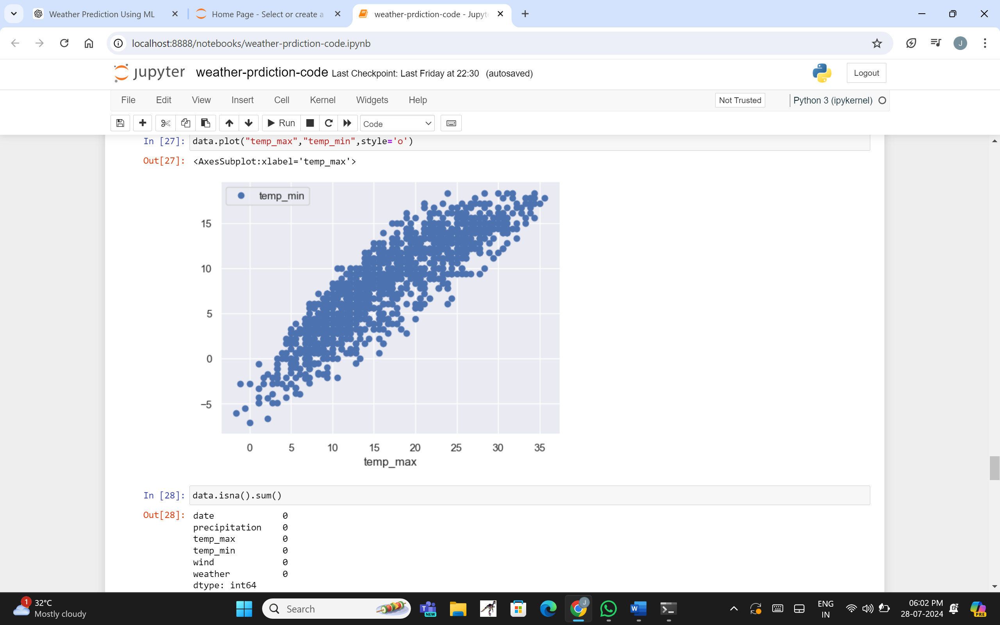 Weather Prediction Using ML
Home Page - Select or create a
weather-prdiction-code - Jupyt
localhost:8888/notebooks/weather-prdiction-code.ipynb
J
jupyter weather-prdiction-code Last Checkpoint: Last Friday at 22:30 (autosaved)
Logout
File Edit View Insert Cell Kernel Widgets Help
Not Trusted
Python 3 (ipykernel)
Run
Code
In [27]: data.plot("temp_max","temp_min",style='o')
Out[27]: <AxesSubplot:xlabel='temp_max'>
temp_min
15
10
5
0
−5
0 5 10 15 20 25 30 35
temp_max
In [28]: data.isna().sum()
Out[28]: date 0
precipitation 0
temp_max 0
temp_min 0
wind 0
weather 0
dtype: int64
1
32°C
Mostly cloudy
Search
T
NEW
J
W
ENG
IN
06:02 PM
28-07-2024
PRE